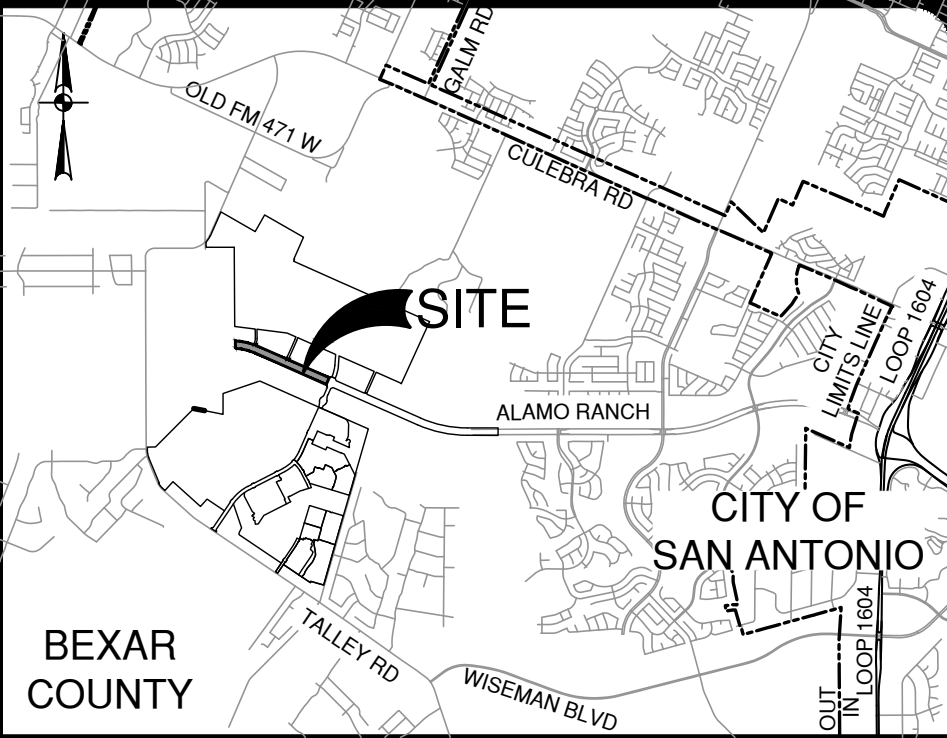 GALM RD
OLD FM 471 W
CULEBRA RD
SITE
CITY
LIMITS LINE
LOOP 1604
ALAMO RANCH
CITY OF
SAN ANTONIO
BEXAR
COUNTY
TALLEY RD
WISEMAN BLVD
OUT
IN
LOOP 1604